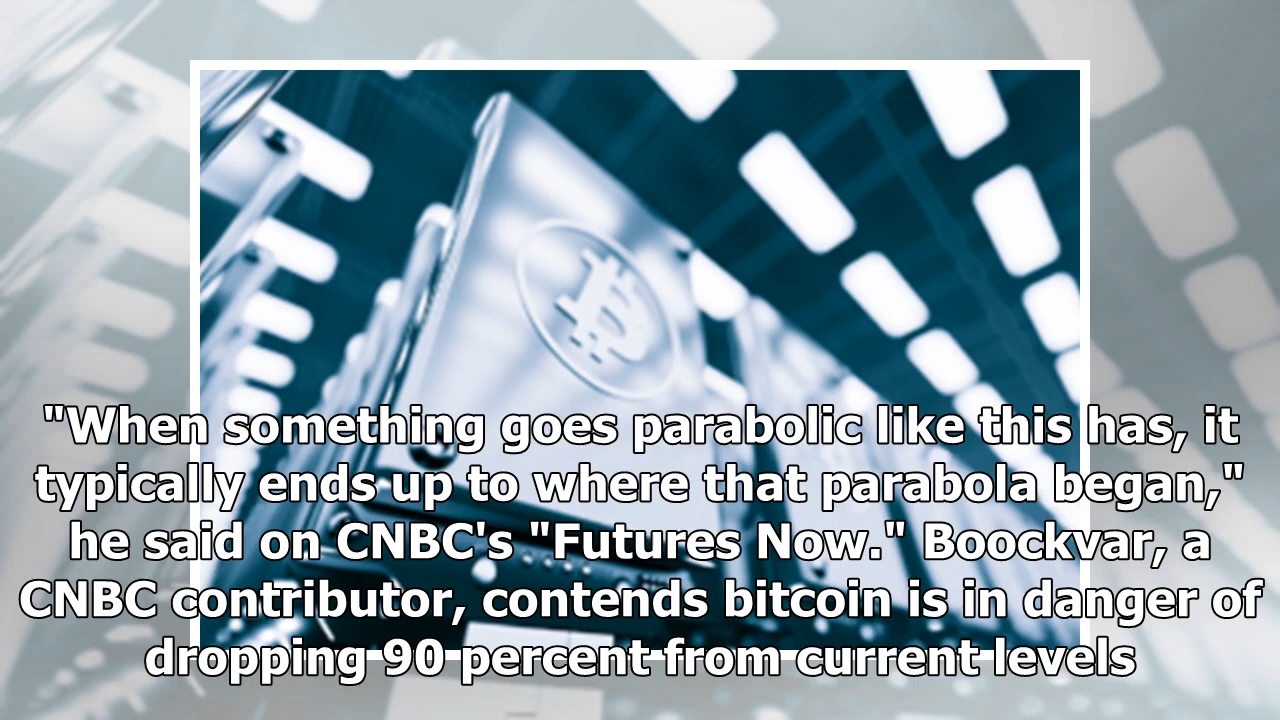 "When something goes parabolic like this has, it
typically ends up to where that parabola began,"
he said on CNBC's "Futures Now." Boockvar, a
CNBC contributor, contends bitcoin is in danger of
dropping 90 percent from current levels